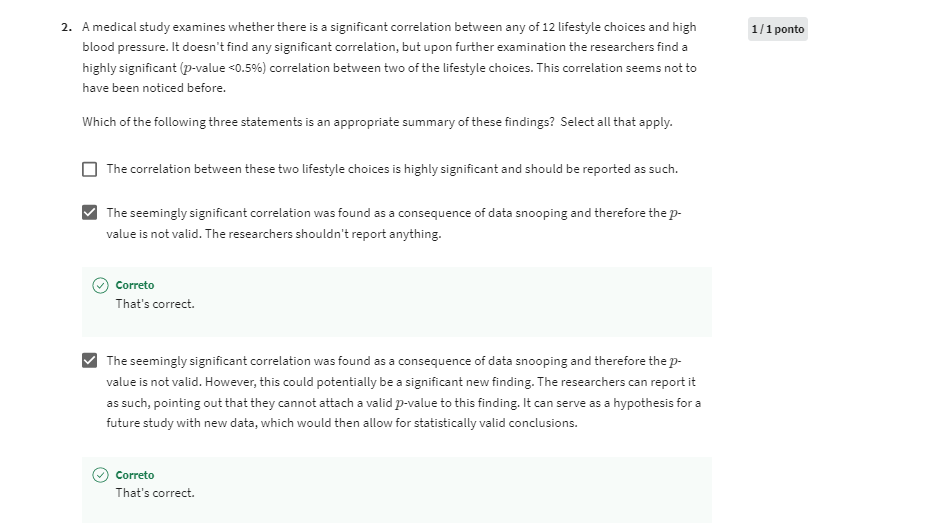 2. A medical study examines whether there is a significant correlation between any of 12 lifestyle choices and high
1 / 1 ponto
blood pressure. It doesn't find any significant correlation, but upon further examination the researchers find a
highly significant (p-value <0.5%) correlation between two of the lifestyle choices. This correlation seems not to
have been noticed before.
Which of the following three statements is an appropriate summary of these findings?  Select all that apply.
The correlation between these two lifestyle choices is highly significant and should be reported as such.
The seemingly significant correlation was found as a consequence of data snooping and therefore the p-
value is not valid. The researchers shouldn't report anything.
Correto
That's correct.
The seemingly significant correlation was found as a consequence of data snooping and therefore the p-
value is not valid. However, this could potentially be a significant new finding. The researchers can report it
as such, pointing out that they cannot attach a valid p-value to this finding. It can serve as a hypothesis for a
future study with new data, which would then allow for statistically valid conclusions.
Correto
That's correct.